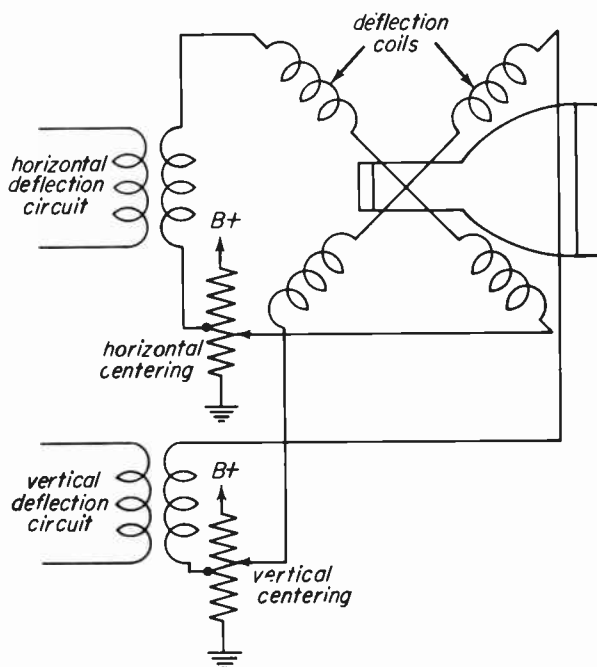 deflection
coils
horizontal
deflection
circuit
B+
horizontal
centering
vertical
deflection
circuit
B+
vertical
centering